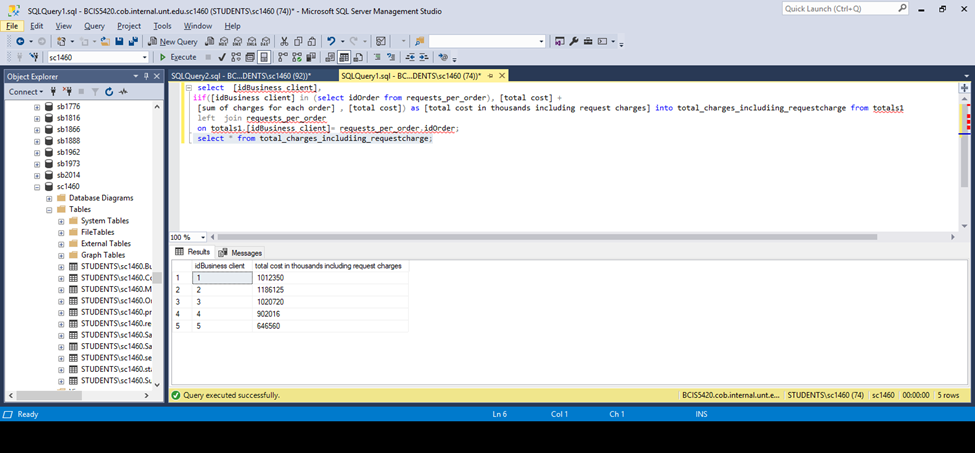 SQLQuery1.sql - BCIS5420.cob.internal.unt.edu.sc1460 (STUDENTS\sc1460 (74))* - Microsoft SQL Server Management Studio
Quick Launch (Ctrl+Q)
File Edit View Query Project Tools Window Help
New Query
sc1460
Execute
Object Explorer
SQLQuery2.sql - BC...DENTS\sc1460 (92))*
SQLQuery1.sql - BC...DENTS\sc1460 (74))*
Connect
sb1776
sb1816
sb1866
sb1888
sb1962
sb1973
sb2014
sc1460
Database Diagrams
Tables
System Tables
FileTables
External Tables
Graph Tables
STUDENTS\sc1460.Bu
STUDENTS\sc1460.Co
STUDENTS\sc1460.M
STUDENTS\sc1460.Or
STUDENTS\sc1460.pr
STUDENTS\sc1460.re
STUDENTS\sc1460.Sa
STUDENTS\sc1460.Sa
STUDENTS\sc1460.se
STUDENTS\sc1460.st
STUDENTS\sc1460.Su
select [idBusiness client],
iif([idBusiness client] in (select idOrder from requests_per_order), [total cost] +
[sum of charges for each order] , [total cost]) as [total cost in thousands including request charges] into total_charges_includiing_requestcharge from totals1
left join requests_per_order
on totals1.[idBusiness client]= requests_per_order.idOrder;
select * from total_charges_includiing_requestcharge;
100 %
Results Messages
idBusiness client total cost in thousands including request charges
1 1 1012350
2 2 1186125
3 3 1020720
4 4 902016
5 5 646560
Query executed successfully.
BCIS5420.cob.internal.unt.e... STUDENTS\sc1460 (74) sc1460 00:00:00 5 rows
Ready Ln 6 Col 1 Ch 1 INS